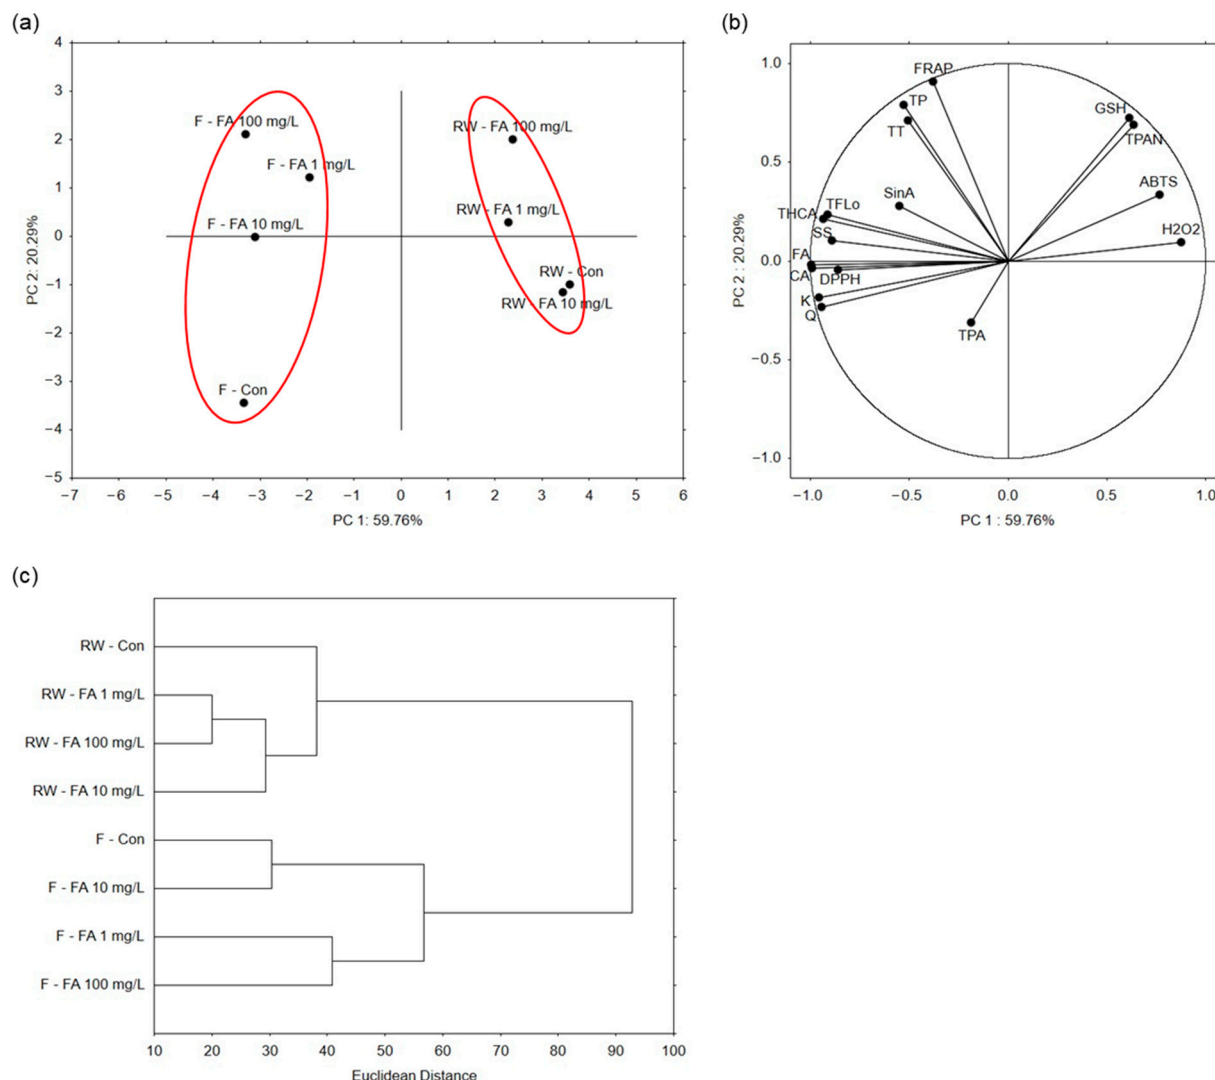 (a)
4
3
2
1
0
−1
−2
−3
−4
−5
PC 2: 20.29%
F - FA 100 mg/L
F - FA 1 mg/L
F - FA 10 mg/L
F - Con
RW - FA 100 mg/L
RW - FA 1 mg/L
RW - Con
RW - FA 10 mg/L
−7 −6 −5 −4 −3 −2 −1 0 1 2 3 4 5 6
PC 1: 59.76%
(b)
1.0
0.5
0.0
−0.5
−1.0
PC 2 : 20.29%
FRAP
TP
TT
GSH
TPAN
ABTS
H2O2
SinA
TFLo
THCA
SS
FA
CA
DPPH
K
Q
TPA
−1.0 −0.5 0.0 0.5 1.0
PC 1 : 59.76%
(c)
RW - Con
RW - FA 1 mg/L
RW - FA 100 mg/L
RW - FA 10 mg/L
F - Con
F - FA 10 mg/L
F - FA 1 mg/L
F - FA 100 mg/L
10 20 30 40 50 60 70 80 90 100
Euclidean Distance